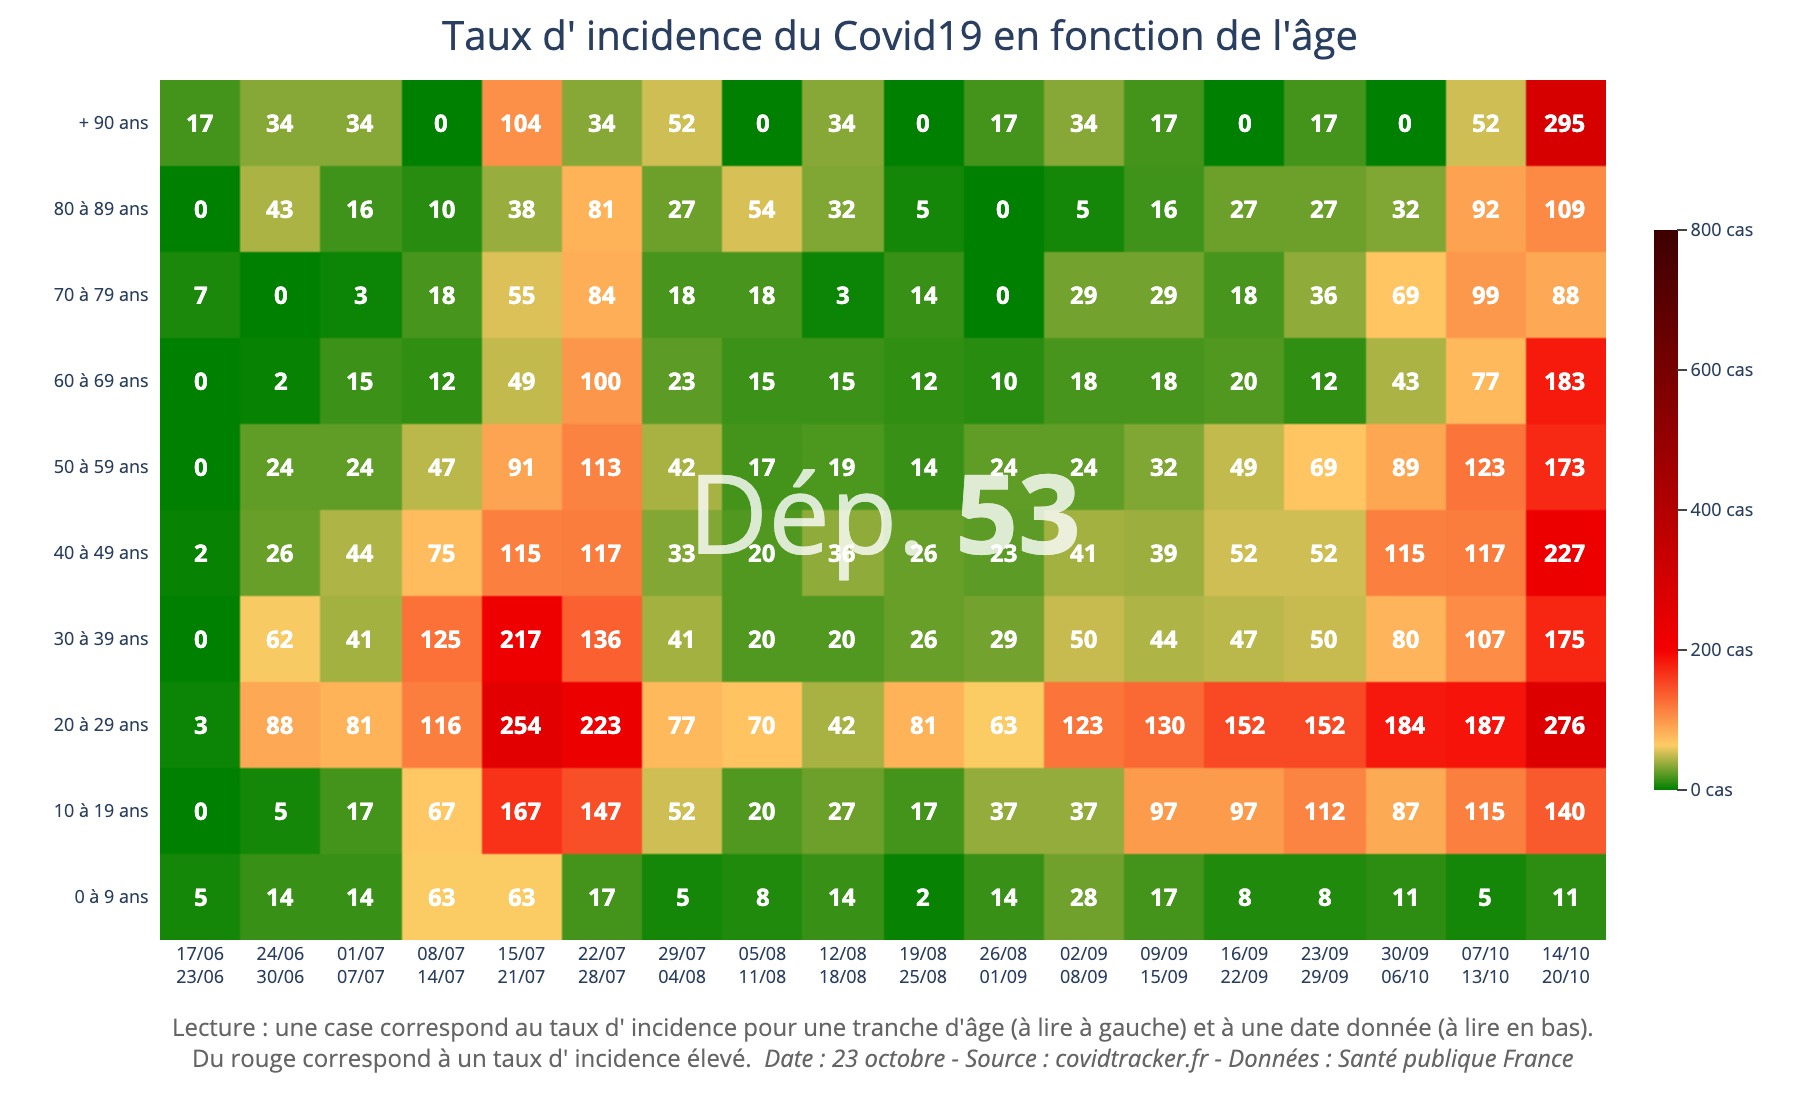 Taux d' incidence du Covid19 en fonction de l'âge
+ 90 ans 17 34 34 0 104 34 52 0 34 0 17 34 17 0 17 0 52 295
80 à 89 ans 0 43 16 10 38 81 27 54 32 5 0 5 16 27 27 32 92 109
70 à 79 ans 7 0 3 18 55 84 18 18 3 14 0 29 29 18 36 69 99 88
60 à 69 ans 0 2 15 12 49 100 23 15 15 12 10 18 18 20 12 43 77 183
50 à 59 ans 0 24 24 47 91 113 42 17 19 14 24 24 32 49 69 89 123 173
Dép. 53
40 à 49 ans 2 26 44 75 115 117 33 20 36 26 23 41 39 52 52 115 117 227
30 à 39 ans 0 62 41 125 217 136 41 20 20 26 29 50 44 47 50 80 107 175
20 à 29 ans 3 88 81 116 254 223 77 70 42 81 63 123 130 152 152 184 187 276
10 à 19 ans 0 5 17 67 167 147 52 20 27 17 37 37 97 97 112 87 115 140
0 à 9 ans 5 14 14 63 63 17 5 8 14 2 14 28 17 8 8 11 5 11
17/06 24/06 01/07 08/07 15/07 22/07 29/07 05/08 12/08 19/08 26/08 02/09 09/09 16/09 23/09 30/09 07/10 14/10
23/06 30/06 07/07 14/07 21/07 28/07 04/08 11/08 18/08 25/08 01/09 08/09 15/09 22/09 29/09 06/10 13/10 20/10
800 cas
600 cas
400 cas
200 cas
0 cas
Lecture : une case correspond au taux d' incidence pour une tranche d'âge (à lire à gauche) et à une date donnée (à lire en bas).
Du rouge correspond à un taux d' incidence élevé. Date : 23 octobre - Source : covidtracker.fr - Données : Santé publique France